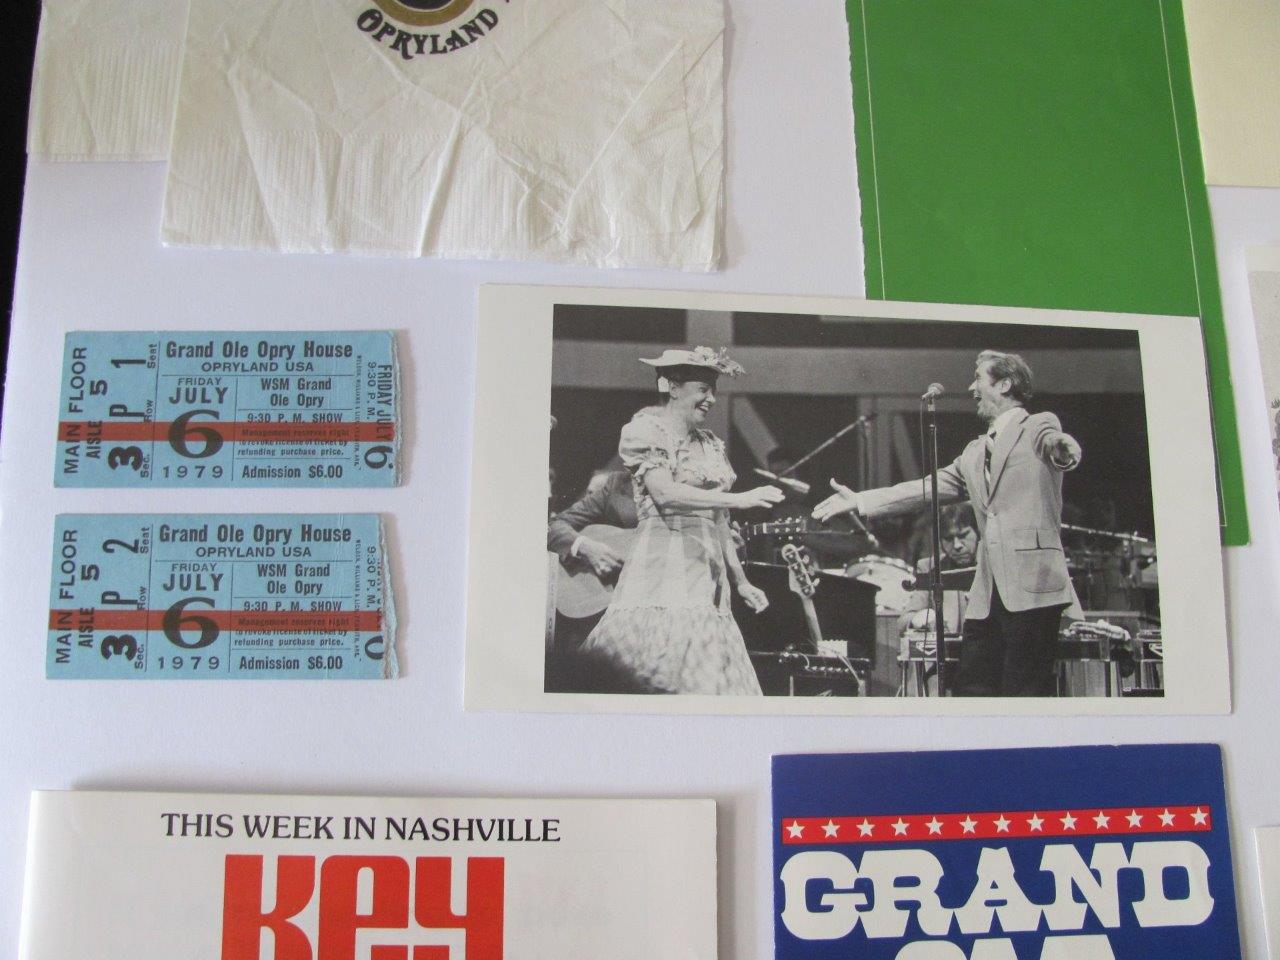 OPRYLAND
MAIN FLOOR
AISLE 5
3 Sec.
P Row
1 Seat
Grand Ole Opry House
OPRYLAND USA
FRIDAY
JULY
6
1979
WSM Grand
Ole Opry
9:30 P. M. SHOW
Management reserves right
to revoke license of ticket by
refunding purchase price.
Admission $6.00
9:30 P. M.
FRIDAY JULY 6
MAIN FLOOR
AISLE 5
3 Sec.
P Row
2 Seat
Grand Ole Opry House
OPRYLAND USA
FRIDAY
JULY
6
1979
WSM Grand
Ole Opry
9:30 P. M. SHOW
Management reserves right
to revoke license of ticket by
refunding purchase price.
Admission $6.00
9:30 P. M.
THIS WEEK IN NASHVILLE
KEY
GRAND